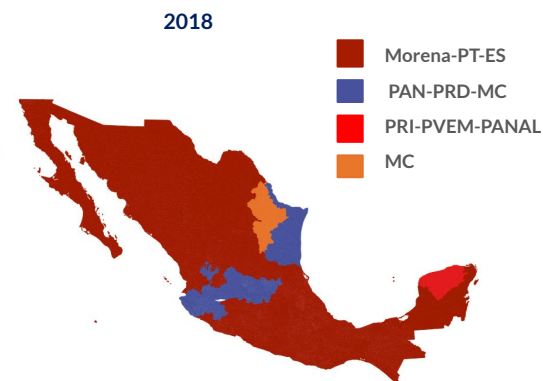 2018
Morena-PT-ES
PAN-PRD-MC
PRI-PVEM-PANAL
MC